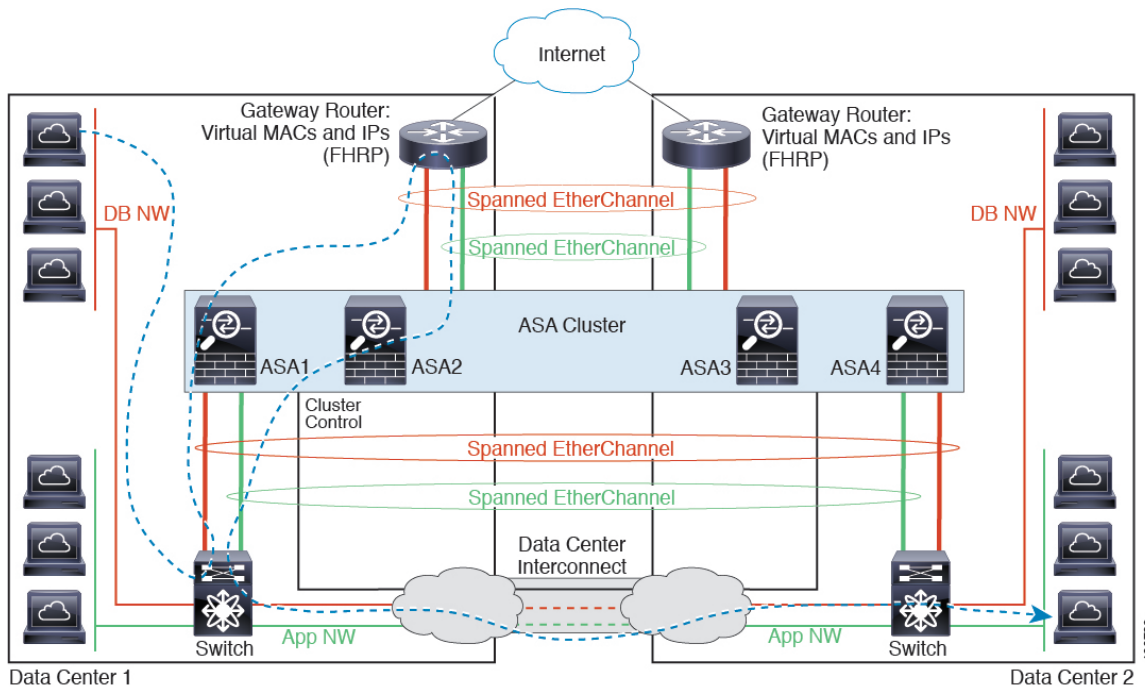 Internet
Gateway Router:
Virtual MACs and IPs
(FHRP)
Gateway Router:
Virtual MACs and IPs
(FHRP)
DB NW
Spanned EtherChannel
DB NW
Spanned EtherChannel
ASA Cluster
ASA1
ASA2
ASA3
ASA4
Cluster
Control
Spanned EtherChannel
Spanned EtherChannel
Data Center
Interconnect
App NW
App NW
Switch
Switch
Data Center 1
Data Center 2